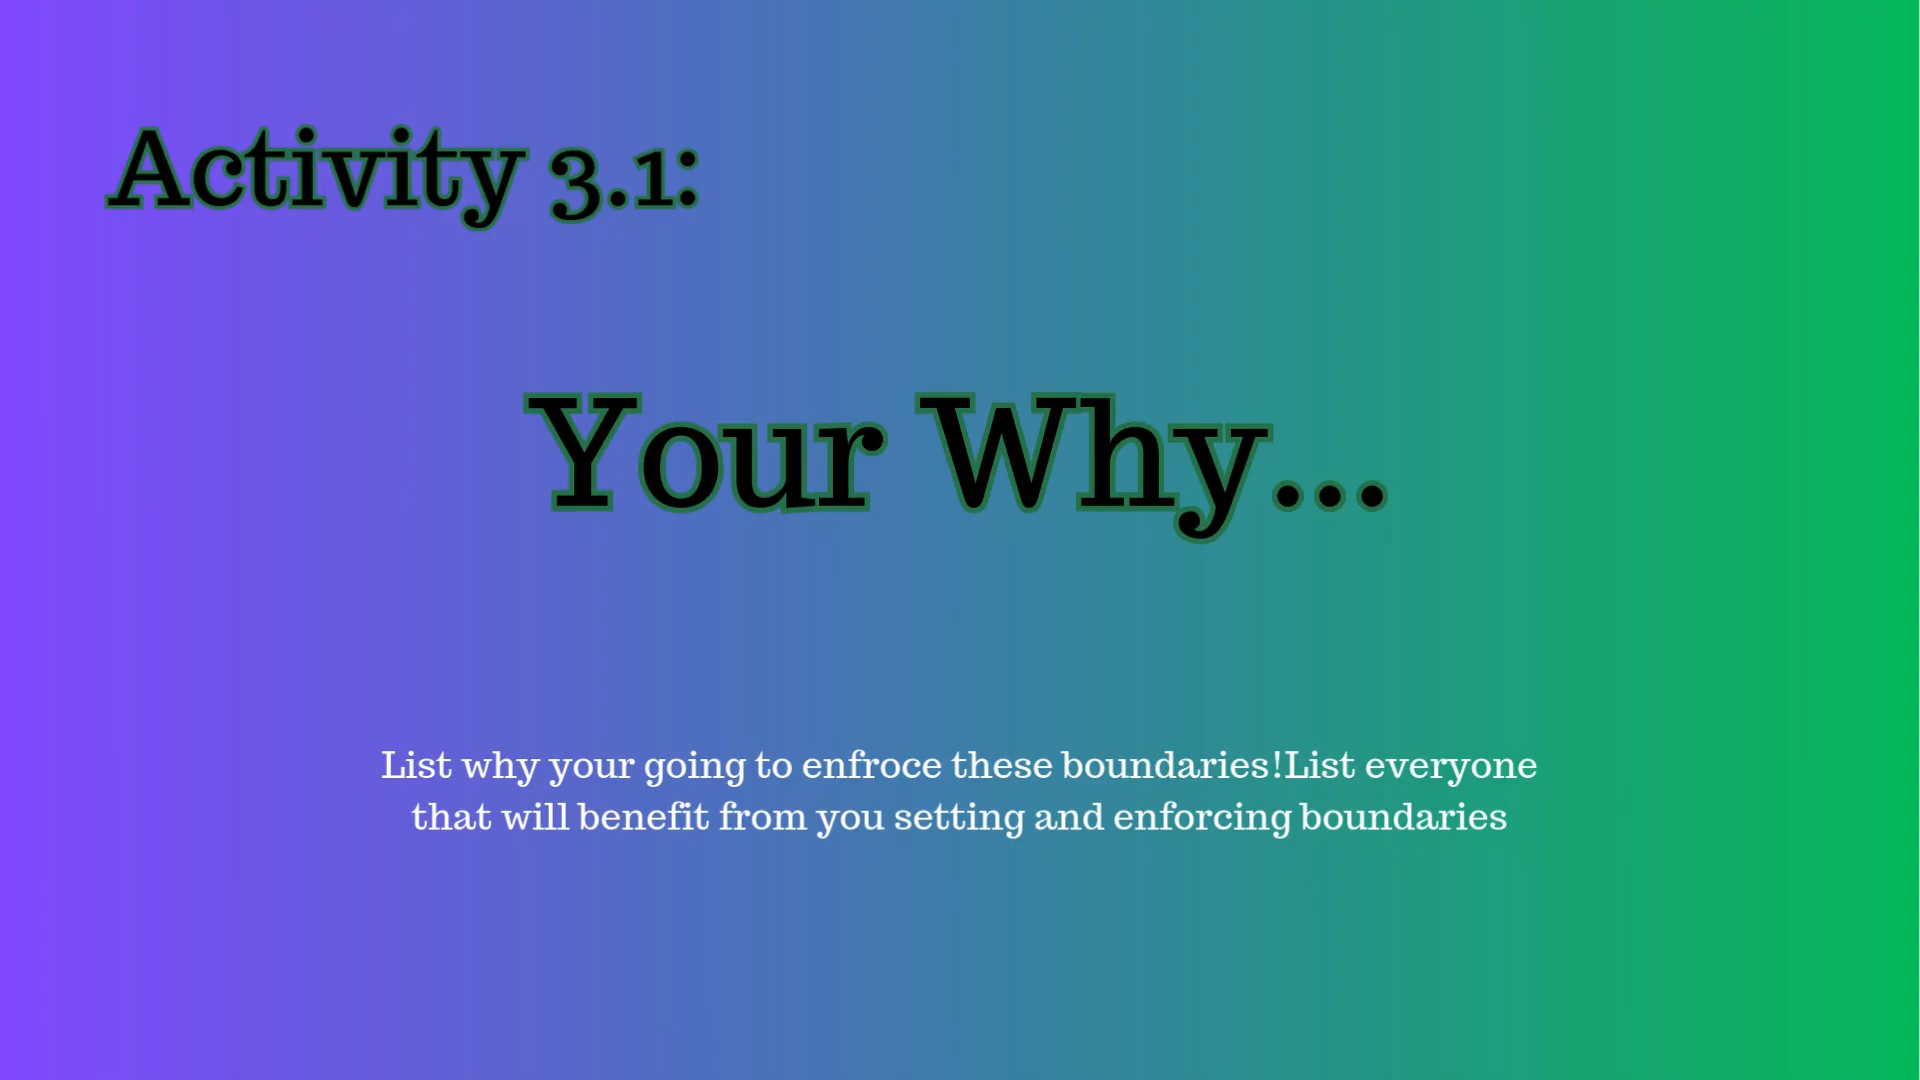 Activity 3.1:
Your Why...
List why your going to enfroce these boundaries!List everyone
that will benefit from you setting and enforcing boundaries